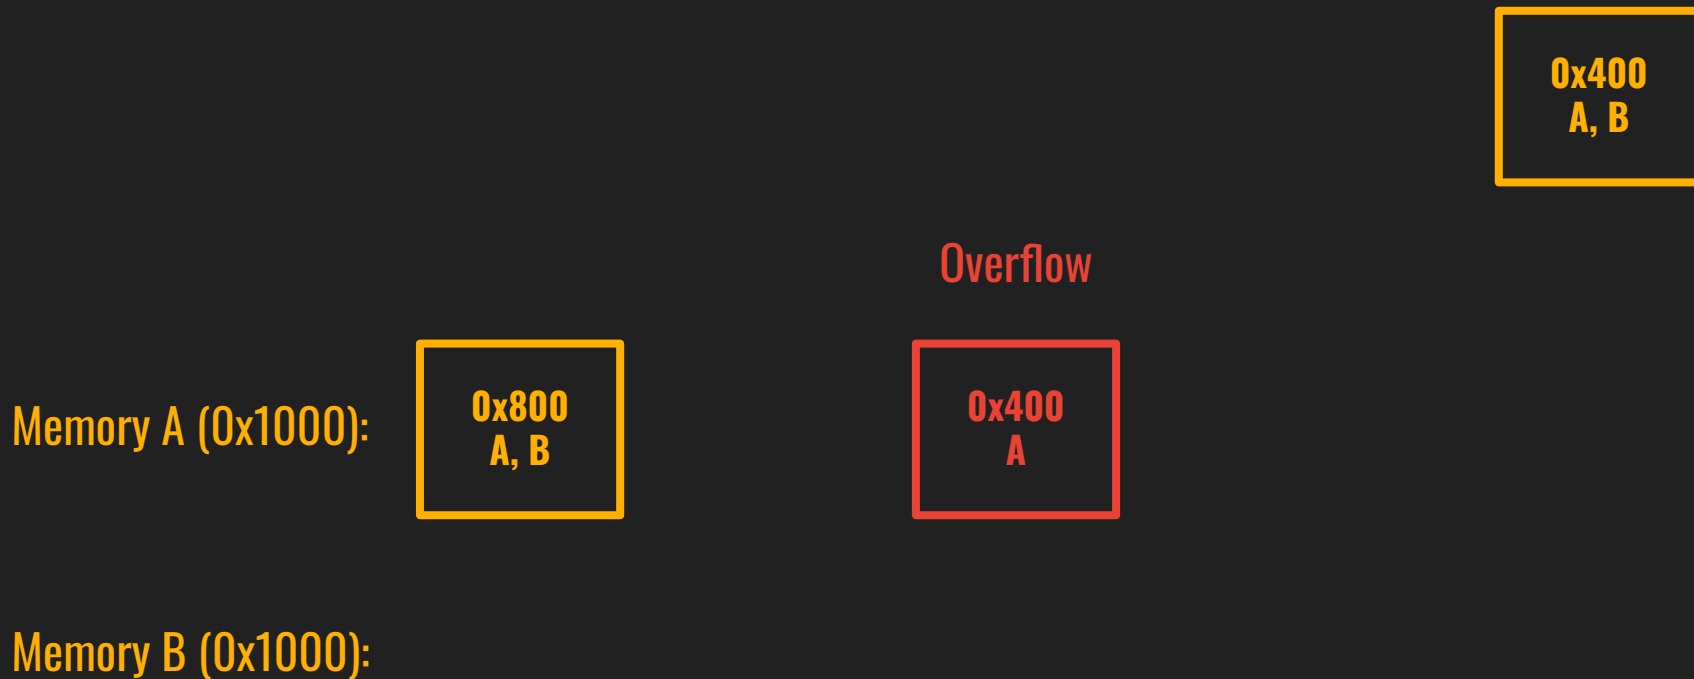 0x400
A, B
Overflow
Memory A (0x1000):
0x800
A, B
0x400
A
Memory B (0x1000):